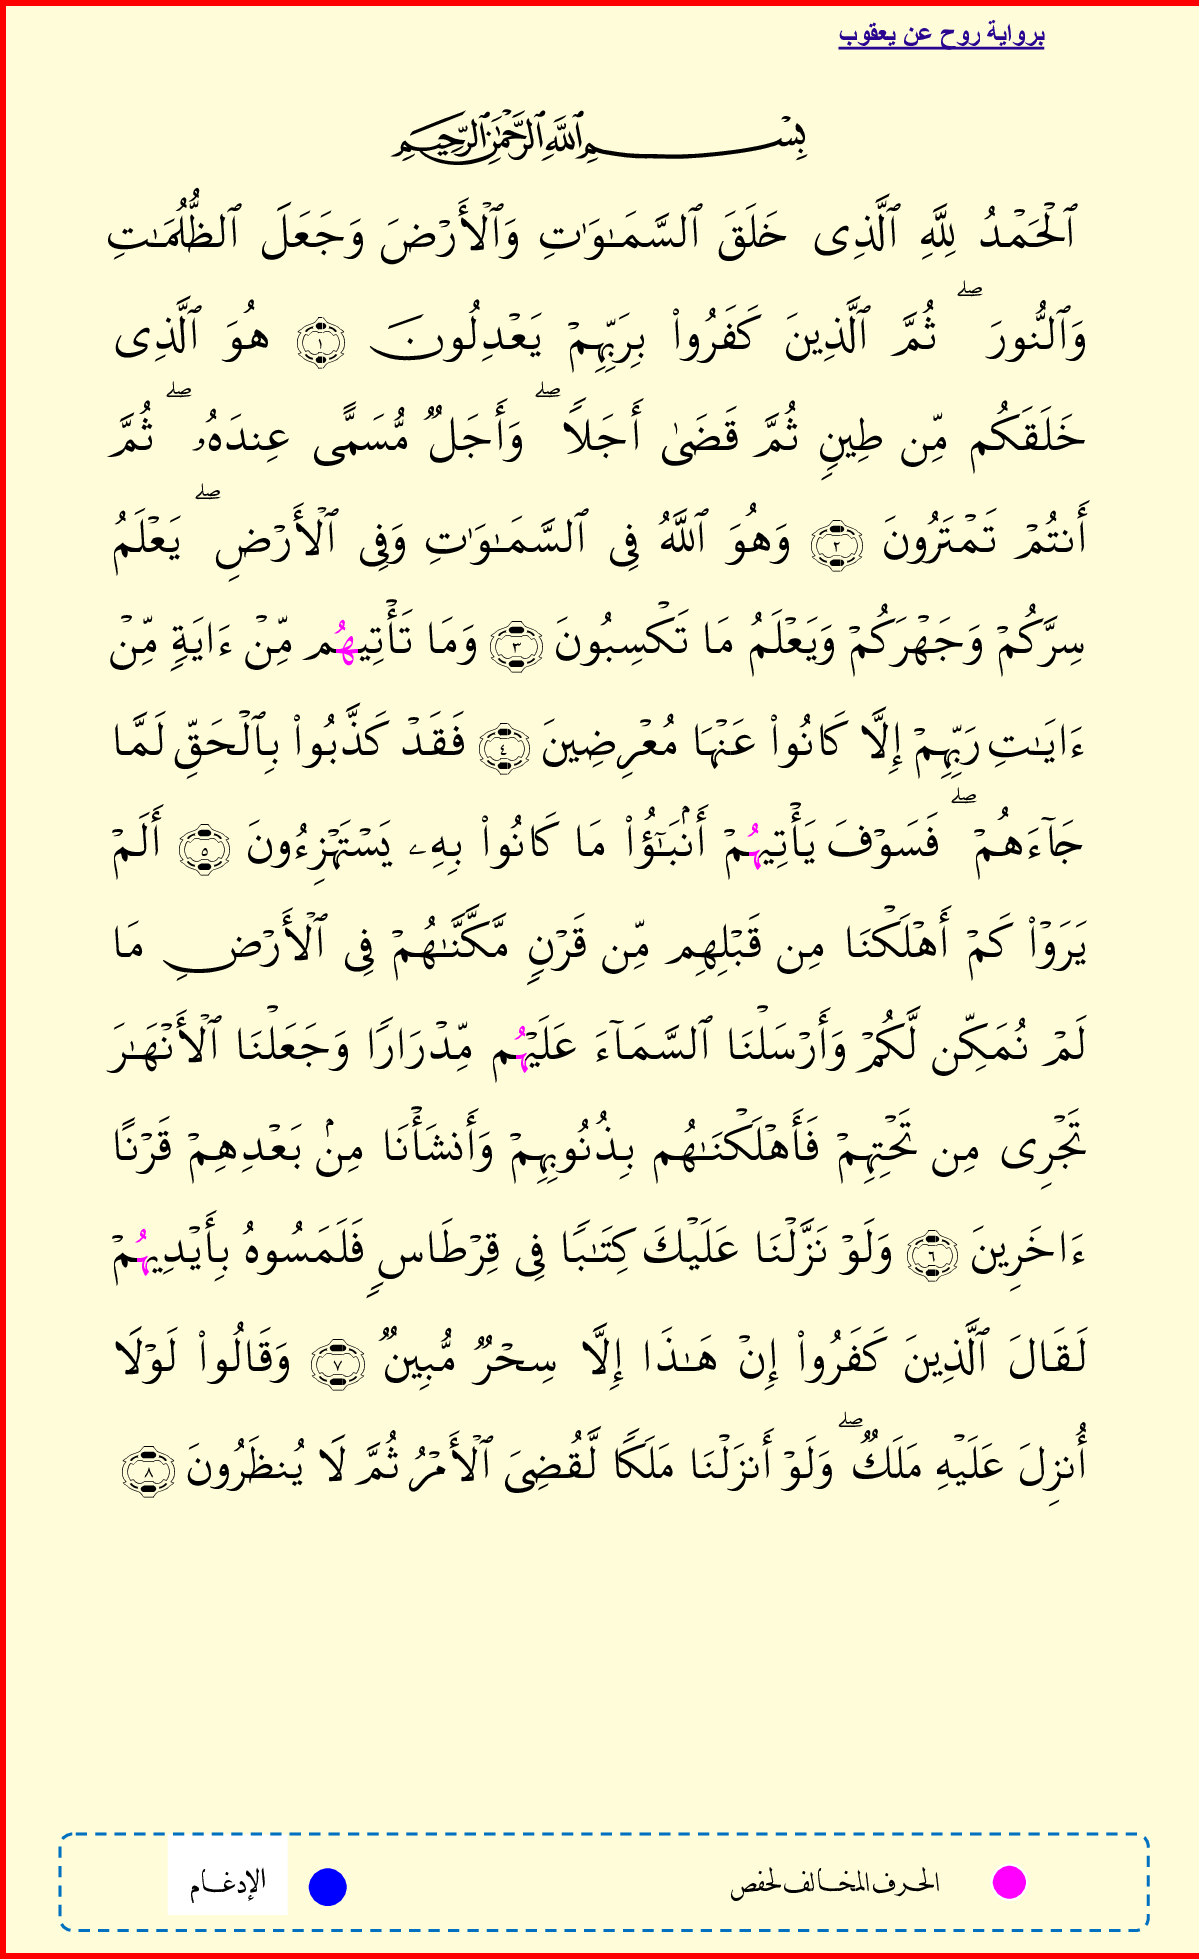 برواية روح عن يعقوب
بِسْمِ ٱللَّهِ ٱلرَّحْمَٰنِ ٱلرَّحِيمِ
ٱلْحَمْدُ لِلَّهِ ٱلَّذِى خَلَقَ ٱلسَّمَـٰوَٰتِ وَٱلْأَرْضَ وَجَعَلَ ٱلظُّلُمَـٰتِ
وَٱلنُّورَ ۖ ثُمَّ ٱلَّذِينَ كَفَرُوا۟ بِرَبِّهِمْ يَعْدِلُونَ ١ هُوَ ٱلَّذِى
خَلَقَكُم مِّن طِينٍ ثُمَّ قَضَىٰٓ أَجَلًا ۖ وَأَجَلٌ مُّسَمًّى عِندَهُۥ ۖ ثُمَّ
أَنتُمْ تَمْتَرُونَ ٢ وَهُوَ ٱللَّهُ فِى ٱلسَّمَـٰوَٰتِ وَفِى ٱلْأَرْضِ ۖ يَعْلَمُ
سِرَّكُمْ وَجَهْرَكُمْ وَيَعْلَمُ مَا تَكْسِبُونَ ٣ وَمَا تَأْتِيهُم مِّنْ ءَايَةٍ مِّنْ
ءَايَـٰتِ رَبِّهِمْ إِلَّا كَانُوا۟ عَنْهَا مُعْرِضِينَ ٤ فَقَدْ كَذَّبُوا۟ بِٱلْحَقِّ لَمَّا
جَآءَهُمْ ۖ فَسَوْفَ يَأْتِيهُمْ أَنۢبَـٰٓؤُا۟ مَا كَانُوا۟ بِهِۦ يَسْتَهْزِءُونَ ٥ أَلَمْ
يَرَوْا۟ كَمْ أَهْلَكْنَا مِن قَبْلِهِم مِّن قَرْنٍ مَّكَّنَّـٰهُمْ فِى ٱلْأَرْضِ مَا
لَمْ نُمَكِّن لَّكُمْ وَأَرْسَلْنَا ٱلسَّمَآءَ عَلَيْهُم مِّدْرَارًا وَجَعَلْنَا ٱلْأَنْهَـٰرَ
تَجْرِى مِن تَحْتِهِمْ فَأَهْلَكْنَـٰهُم بِذُنُوبِهِمْ وَأَنشَأْنَا مِنۢ بَعْدِهِمْ قَرْنًا
ءَاخَرِينَ ٦ وَلَوْ نَزَّلْنَا عَلَيْكَ كِتَـٰبًا فِى قِرْطَاسٍ فَلَمَسُوهُ بِأَيْدِيهُمْ
لَقَالَ ٱلَّذِينَ كَفَرُوا۟ إِنْ هَـٰذَا إِلَّا سِحْرٌ مُّبِينٌ ٧ وَقَالُوا۟ لَوْلَا
أُنزِلَ عَلَيْهِ مَلَكٌ ۖ وَلَوْ أَنزَلْنَا مَلَكًا لَّقُضِىَ ٱلْأَمْرُ ثُمَّ لَا يُنظَرُونَ ٨
الحرف المخالف لحفص
الإدغام